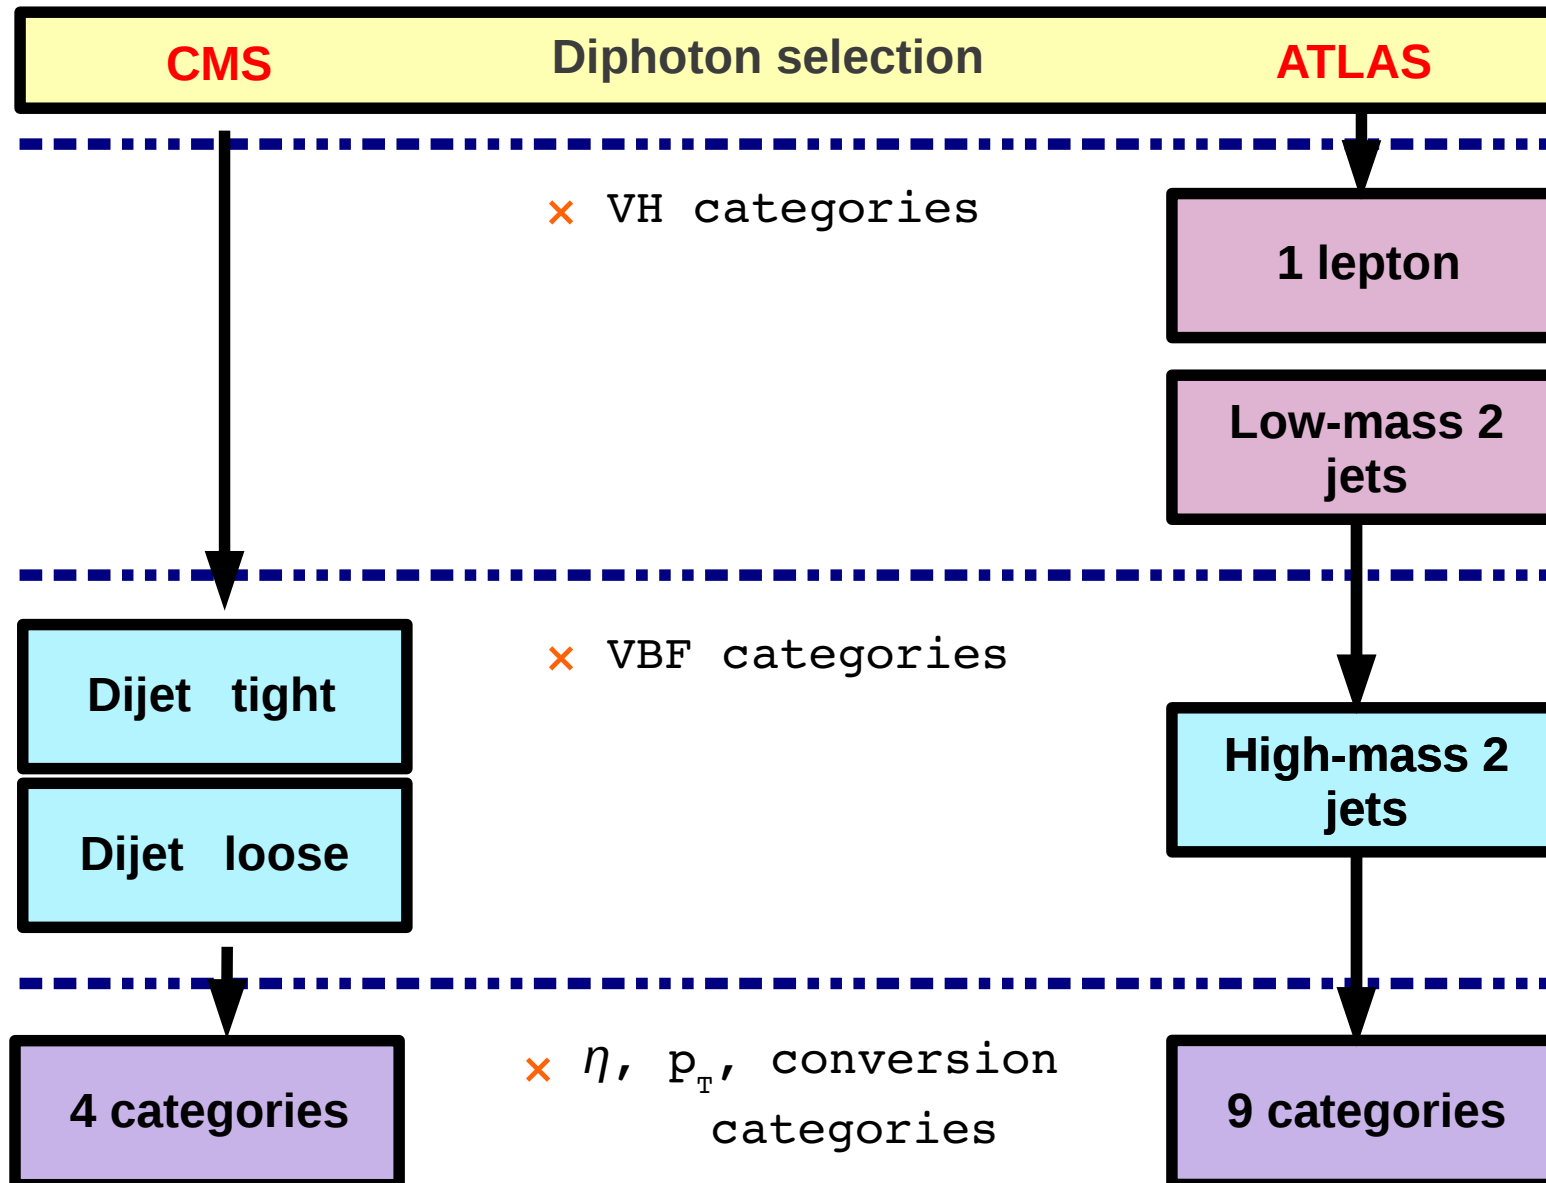 CMS Diphoton selection ATLAS
× VH categories
1 lepton
Low-mass 2
jets
× VBF categories
Dijet tight
High-mass 2
jets
Dijet loose
× η, pT, conversion
categories
4 categories
9 categories